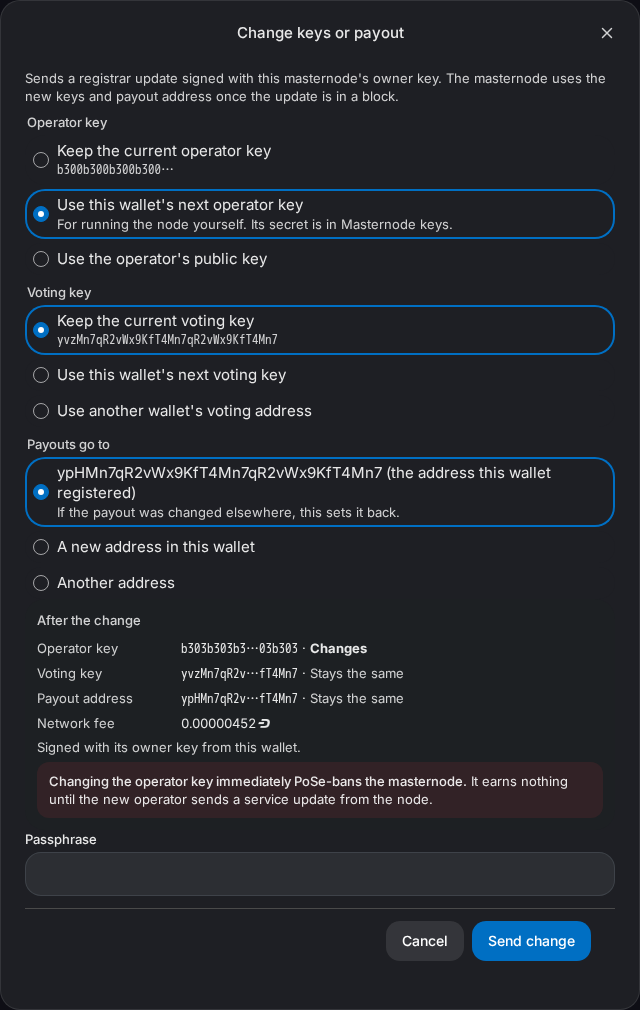 Change keys or payout
Sends a registrar update signed with this masternode's owner key. The masternode uses the
new keys and payout address once the update is in a block.
Operator key
Keep the current operator key
b300b300b300b300···
Use this wallet's next operator key
For running the node yourself. Its secret is in Masternode keys.
Use the operator's public key
Voting key
Keep the current voting key
yvzMn7qR2vWx9KfT4Mn7qR2vWx9KfT4Mn7
Use this wallet's next voting key
Use another wallet's voting address
Payouts go to
ypHMn7qR2vWx9KfT4Mn7qR2vWx9KfT4Mn7 (the address this wallet
registered)
If the payout was changed elsewhere, this sets it back.
A new address in this wallet
Another address
After the change
Operator key b303b303b3···03b303 · Changes
Voting key yvzMn7qR2v···fT4Mn7 · Stays the same
Payout address ypHMn7qR2v···fT4Mn7 · Stays the same
Network fee 0.00000452
Signed with its owner key from this wallet.
Changing the operator key immediately PoSe-bans the masternode. It earns nothing
until the new operator sends a service update from the node.
Passphrase
Cancel Send change